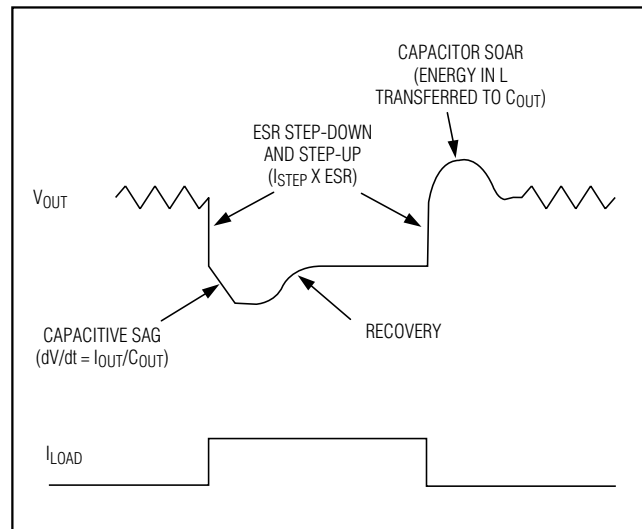 CAPACITOR SOAR
(ENERGY IN L
TRANSFERRED TO COUT)
ESR STEP-DOWN
AND STEP-UP
(ISTEP X ESR)
VOUT
CAPACITIVE SAG
(dV/dt = IOUT/COUT)
RECOVERY
ILOAD